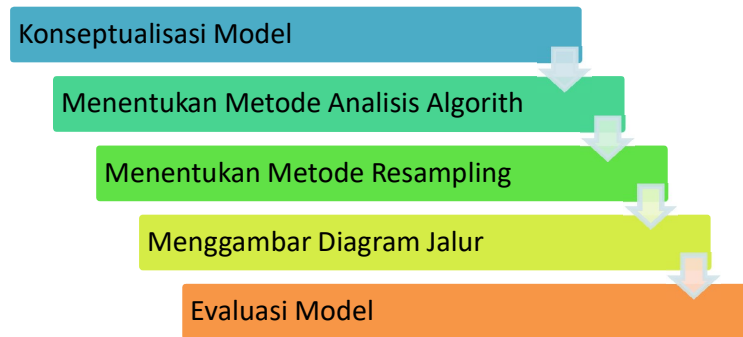 Konseptualisasi Model
Menentukan Metode Analisis Algorith
Menentukan Metode Resampling
Menggambar Diagram Jalur
Evaluasi Model